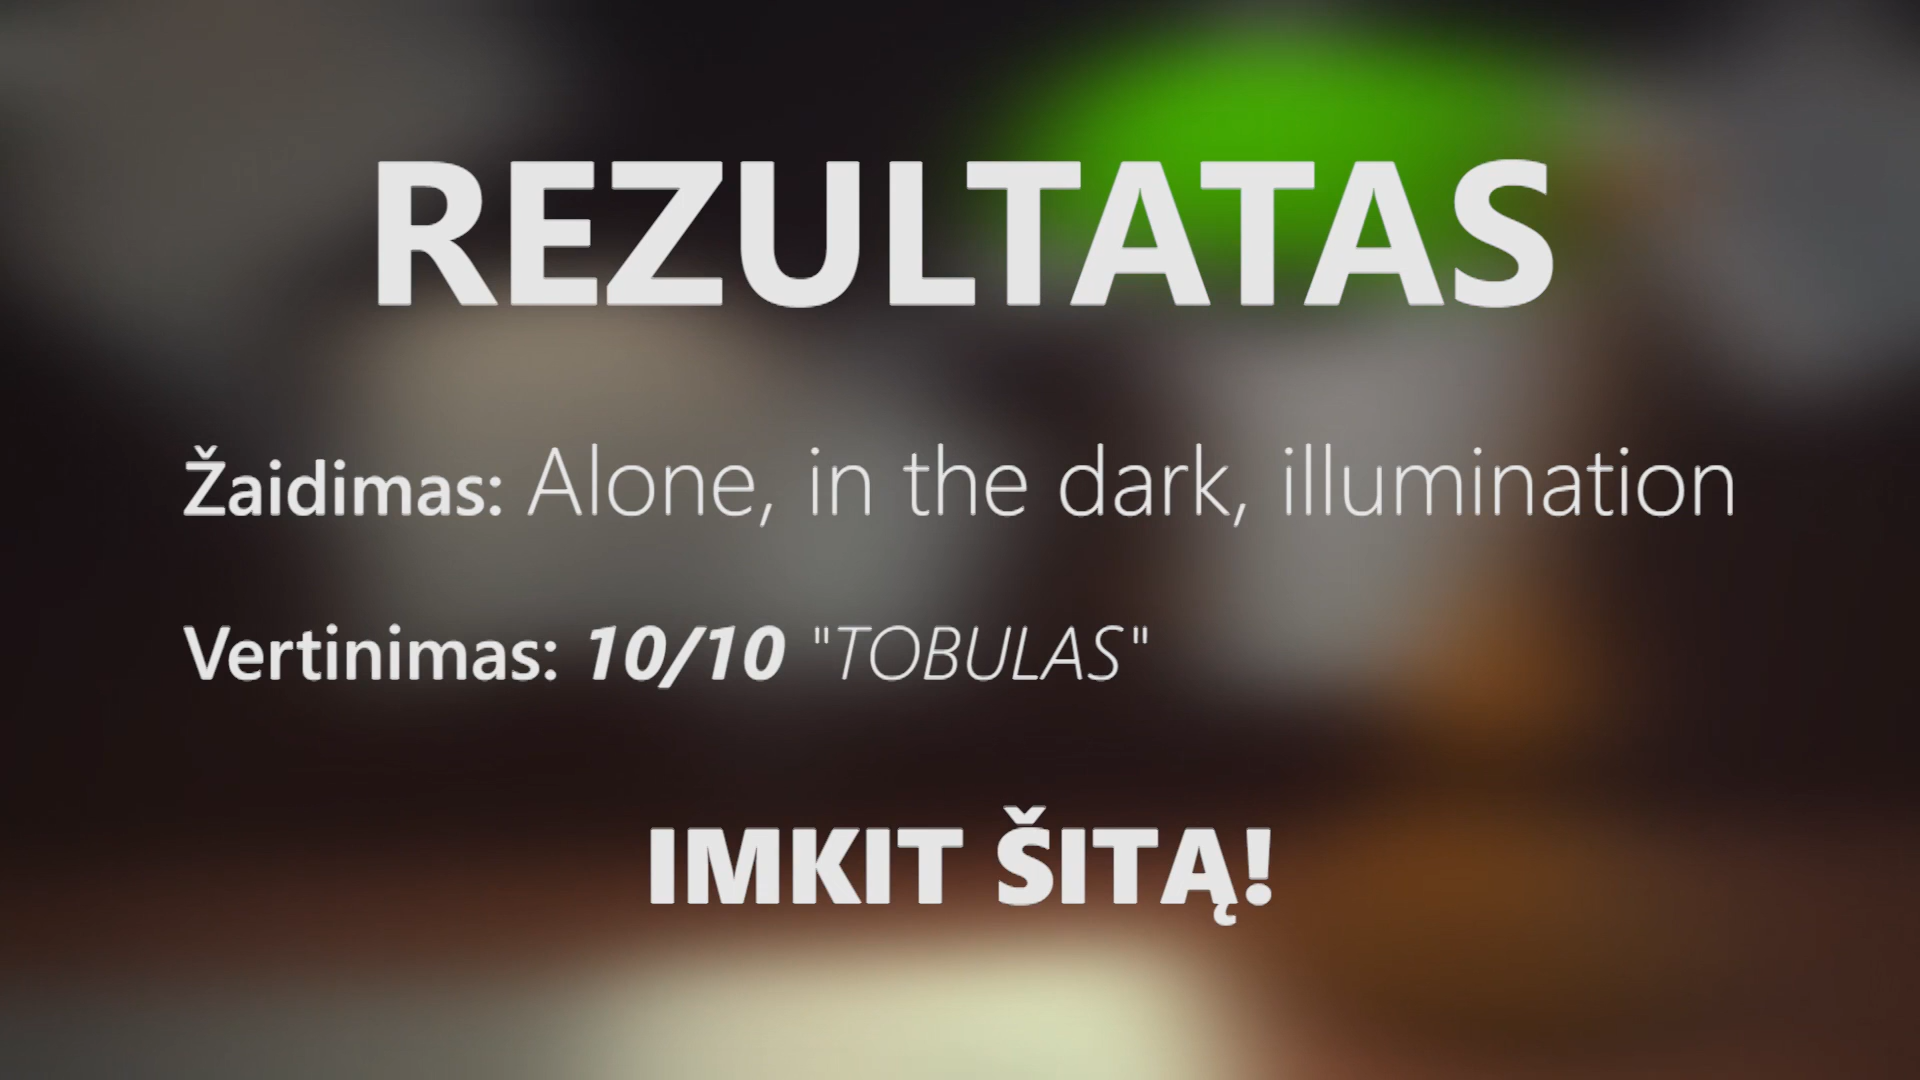 REZULTATAS
Žaidimas: Alone, in the dark, illumination
Vertinimas: 10/10 "TOBULAS"
IMKIT ŠITĄ!